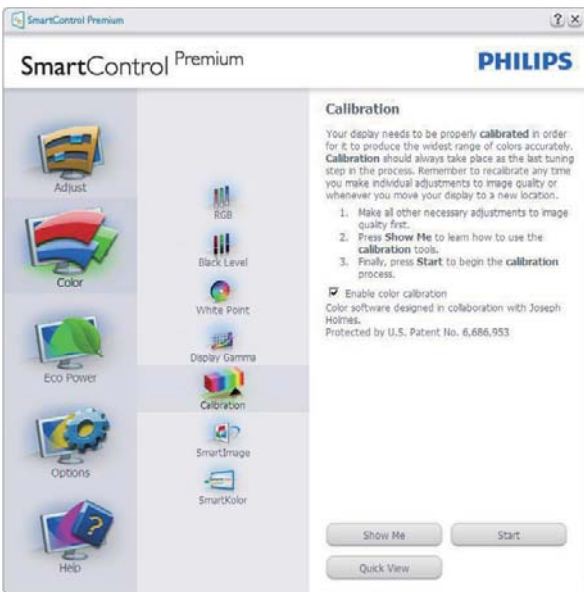 SmartControl Premium
SmartControl Premium
PHILIPS
Adjust
Color
Eco Power
Options
Help
RGB
Black Level
White Point
Display Gamma
Calibration
SmartImage
SmartKolor
Calibration
Your display needs to be properly calibrated in order
for it to produce the widest range of colors accurately.
Calibration should always take place as the last tuning
step in the process. Remember to recalibrate any time
you make individual adjustments to image quality or
whenever you move your display to a new location.
1. Make all other necessary adjustments to image
quality first.
2. Press Show Me to learn how to use the
calibration tools.
3. Finally, press Start to begin the calibration
process.
Enable color calibration
Color software designed in collaboration with Joseph
Holmes.
Protected by U.S. Patent No. 6,686,953
Show Me
Start
Quick View